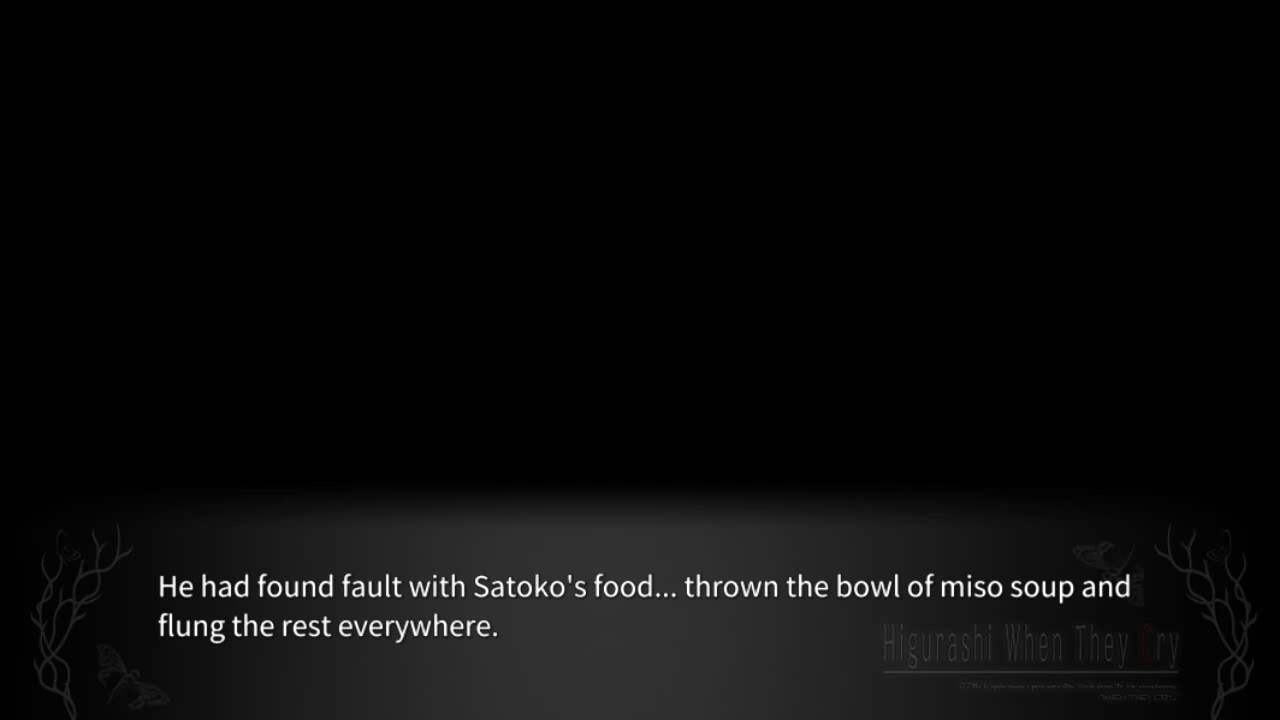 He had found fault with Satoko's food... thrown the bowl of miso soup and
flung the rest everywhere.
Higurashi When They Cry